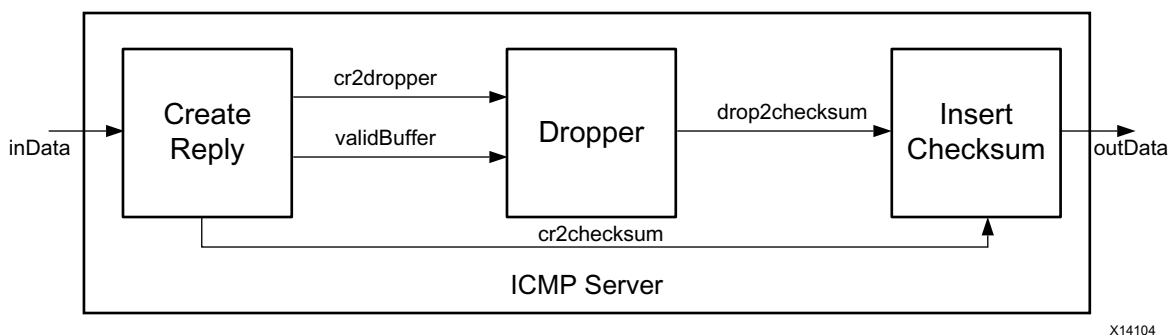 cr2dropper
Create
Reply
validBuffer
inData
Dropper
drop2checksum
Insert
Checksum
outData
cr2checksum
ICMP Server
X14104